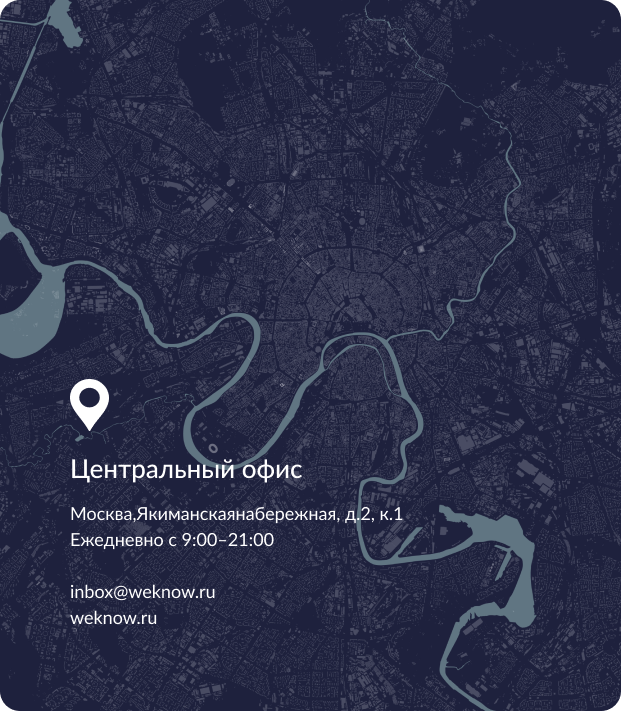 Центральный офис
Москва,Якиманскаянабережная, д.2, к.1
Ежедневно с 9:00–21:00
inbox@weknow.ru
weknow.ru